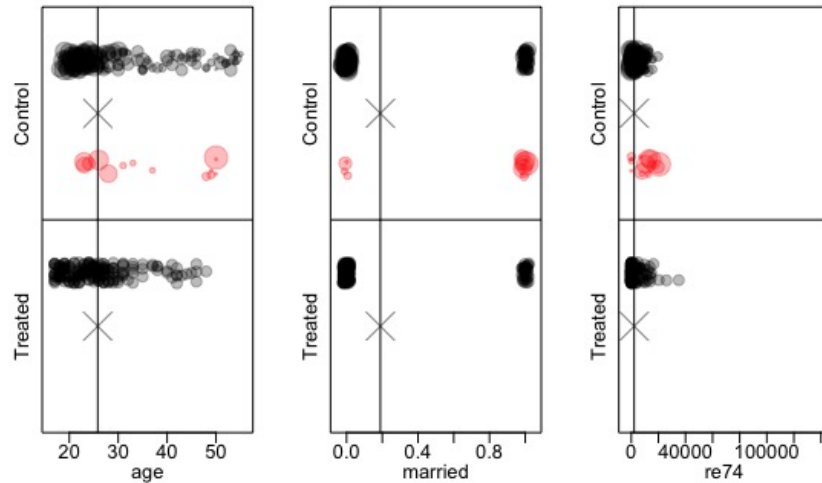 Control
Treated
20 30 40 50
age
Control
Treated
0.0 0.4 0.8
married
Control
Treated
0 40000 100000
re74